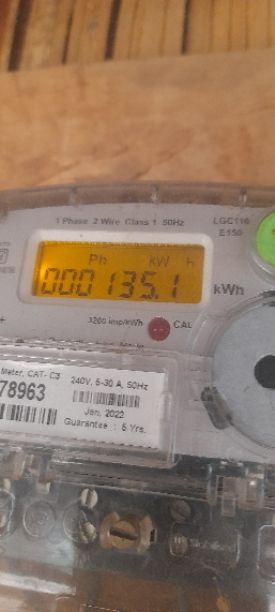 1 Phase 2 Wire Class 1 50Hz
LGC110
E150
Ph kW h
000135.1
kWh
3200 imp/kWh
CAL
Meter, CAT- C3
240V, 5-30 A, 50Hz
78963
Jan, 2022
Guarantee : 5 Yrs.